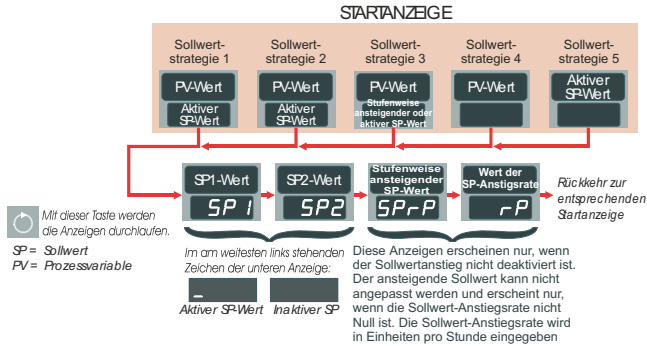 STARTANZEIGE
Sollwert-
strategie 1
Sollwert-
strategie 2
Sollwert-
strategie 3
Sollwert-
strategie 4
Sollwert-
strategie 5
PV-Wert
Aktiver
SP-Wert
PV-Wert
Aktiver
SP-Wert
PV-Wert
Stufenweise
ansteigender oder
aktiver SP-Wert
PV-Wert
Aktiver
SP-Wert
SP1-Wert
SP1
SP2-Wert
SP2
Stufenweise
ansteigender
SP-Wert
SPrP
Wert der
SP-Anstigsrate
rP
Rückkehr zur
entsprechenden
Startanzeige
Mit dieser Taste werden
die Anzeigen durchlaufen.
SP = Sollwert
PV = Prozessvariable
Im am weitesten links stehenden
Zeichen der unteren Anzeige:
Aktiver SP-Wert
Inaktiver SP
Diese Anzeigen erscheinen nur, wenn
der Sollwertanstieg nicht deaktiviert ist.
Der ansteigende Sollwert kann nicht
angepasst werden und erscheint nur,
wenn die Sollwert-Anstiegsrate nicht
Null ist. Die Sollwert-Anstiegsrate wird
in Einheiten pro Stunde eingegeben